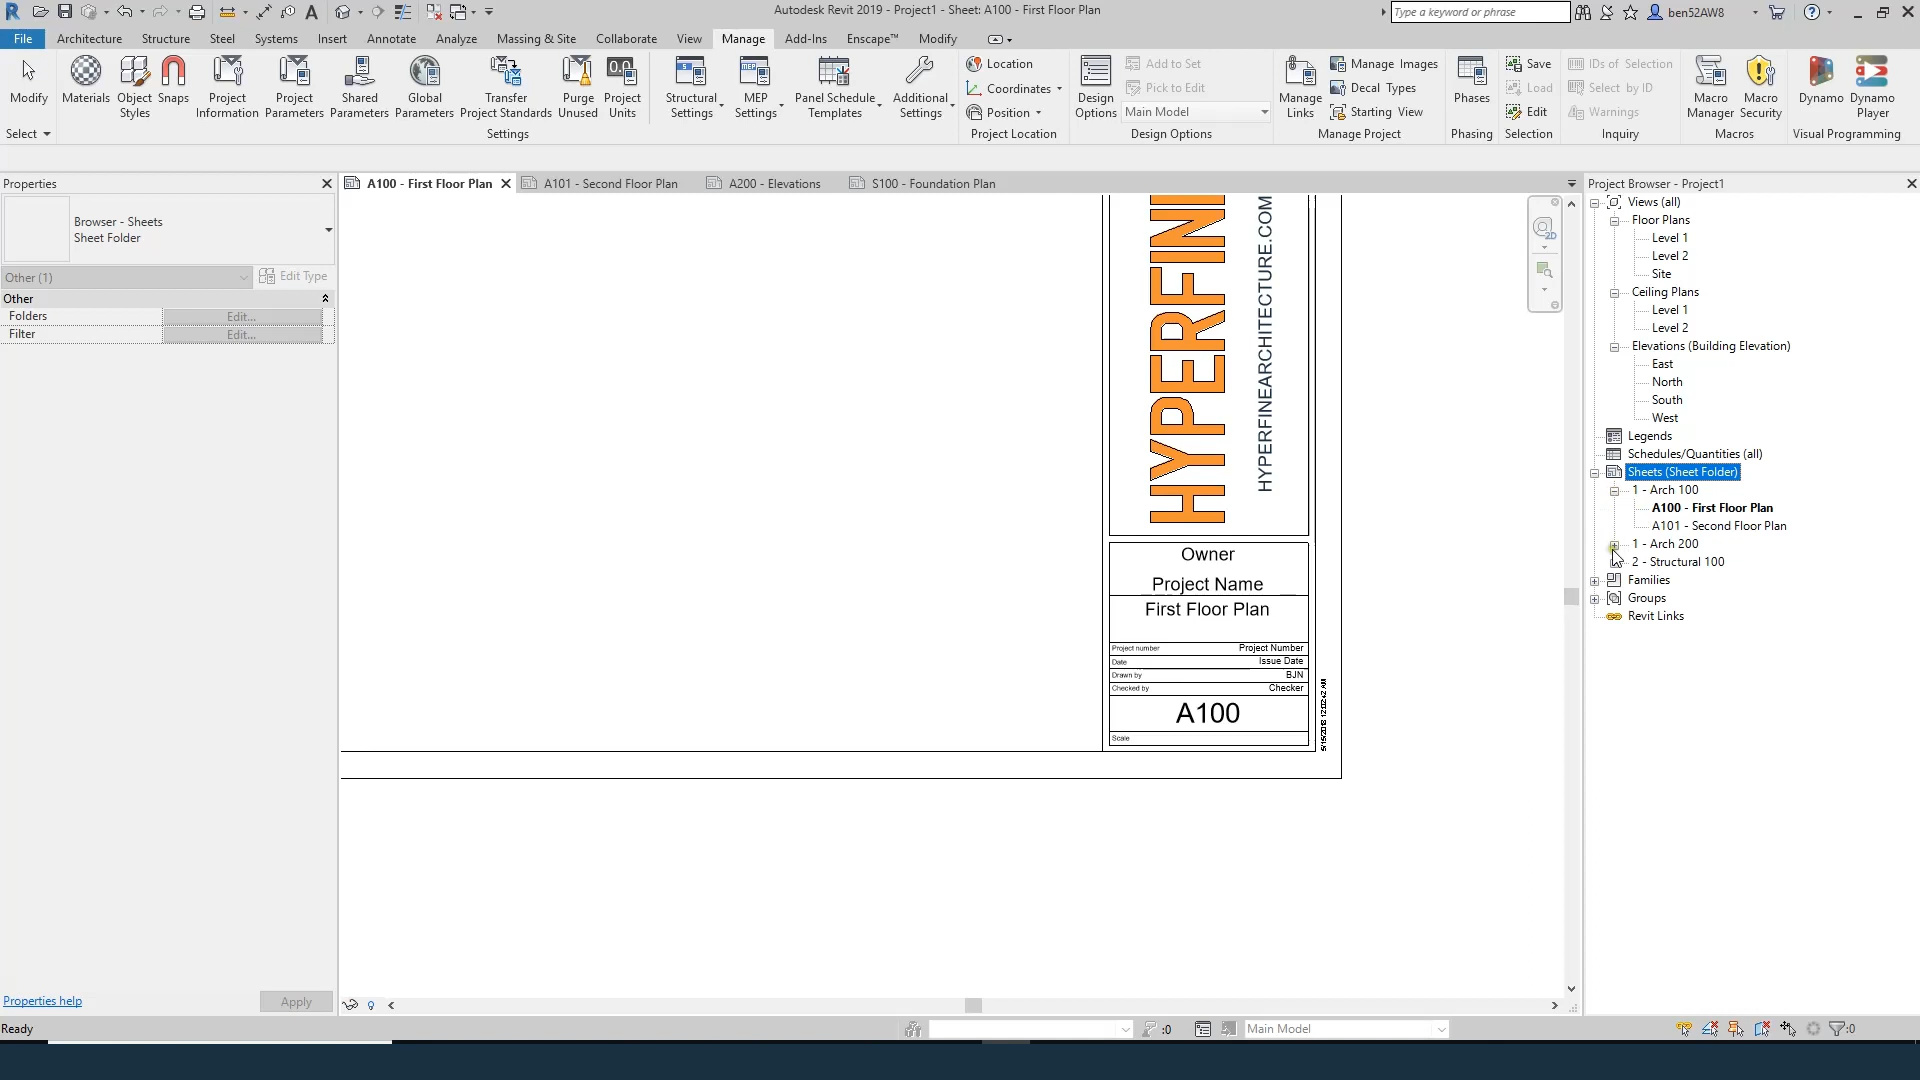 Autodesk Revit 2019 - Project1 - Sheet: A100 - First Floor Plan
Type a keyword or phrase
ben52AW8
File Architecture Structure Steel Systems Insert Annotate Analyze Massing & Site Collaborate View Manage Add-Ins Enscape™ Modify
Modify
Select
Materials
Object Styles
Snaps
Project Information
Project Parameters
Shared Parameters
Global Parameters
Transfer Project Standards
Purge Unused
Project Units
Settings
Structural Settings
MEP Settings
Panel Schedule Templates
Additional Settings
Location
Coordinates
Position
Project Location
Design Options
Add to Set
Pick to Edit
Main Model
Design Options
Manage Links
Manage Images
Decal Types
Starting View
Manage Project
Phases
Phasing
Save
Load
Edit
Selection
IDs of Selection
Select by ID
Warnings
Inquiry
Macro Manager
Macro Security
Macros
Dynamo
Dynamo Player
Visual Programming
Properties
Browser - Sheets
Sheet Folder
Other (1)
Edit Type
Other
Folders Edit...
Filter Edit...
Properties help
Apply
A100 - First Floor Plan
A101 - Second Floor Plan
A200 - Elevations
S100 - Foundation Plan
2D
HYPERFIN
HYPERFINEARCHITECTURE.COM
Owner
Project Name
First Floor Plan
Project number Project Number
Date Issue Date
Drawn by BJN
Checked by Checker
A100
Scale
Project Browser - Project1
Views (all)
Floor Plans
Level 1
Level 2
Site
Ceiling Plans
Level 1
Level 2
Elevations (Building Elevation)
East
North
South
West
Legends
Schedules/Quantities (all)
Sheets (Sheet Folder)
1 - Arch 100
A100 - First Floor Plan
A101 - Second Floor Plan
1 - Arch 200
2 - Structural 100
Families
Groups
Revit Links
Ready
:0
Main Model
:0